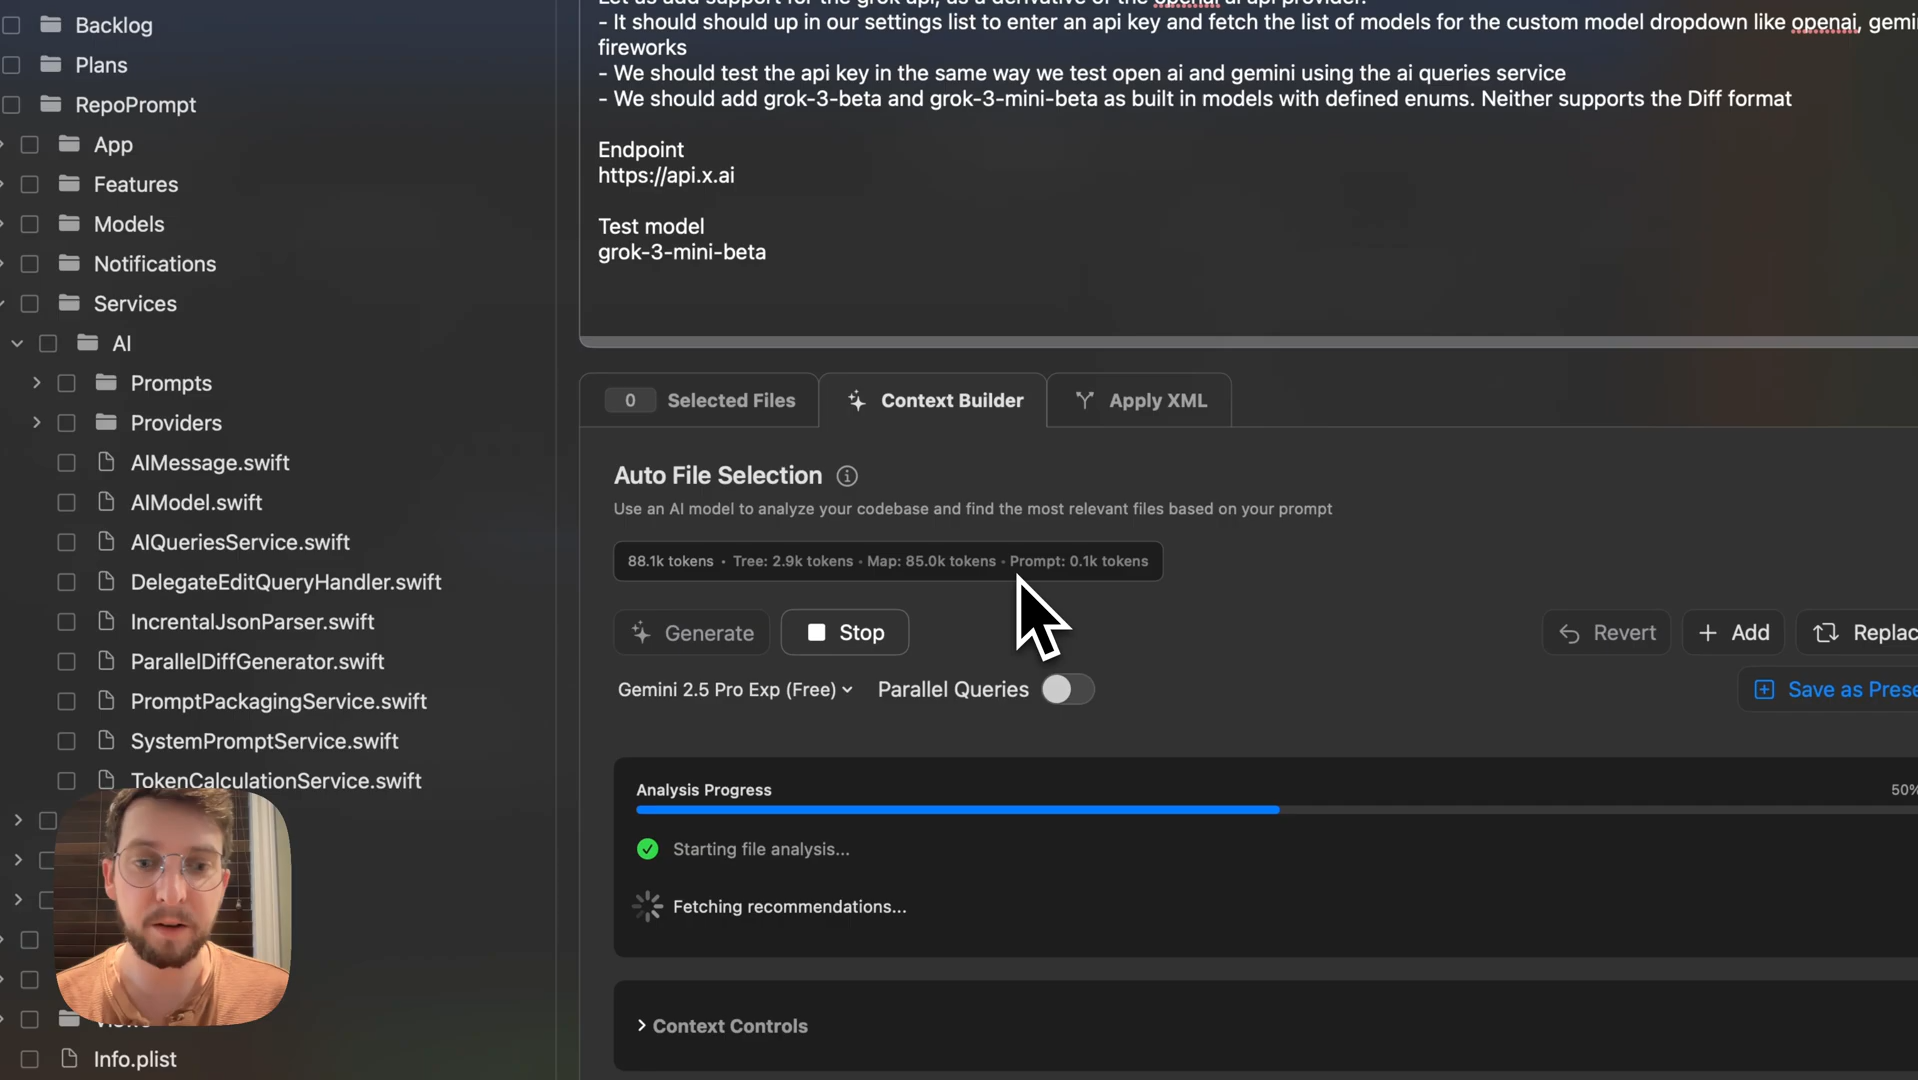 Backlog
Plans
RepoPrompt
App
Features
Models
Notifications
Services
AI
Prompts
Providers
AIMessage.swift
AIModel.swift
AIQueriesService.swift
DelegateEditQueryHandler.swift
IncrentalJsonParser.swift
ParallelDiffGenerator.swift
PromptPackagingService.swift
SystemPromptService.swift
TokenCalculationService.swift
Info.plist
- It should should up in our settings list to enter an api key and fetch the list of models for the custom model dropdown like openai, gemi
fireworks
- We should test the api key in the same way we test open ai and gemini using the ai queries service
- We should add grok-3-beta and grok-3-mini-beta as built in models with defined enums. Neither supports the Diff format
Endpoint
https://api.x.ai
Test model
grok-3-mini-beta
0 Selected Files
Context Builder
Apply XML
Auto File Selection
Use an AI model to analyze your codebase and find the most relevant files based on your prompt
88.1k tokens • Tree: 2.9k tokens • Map: 85.0k tokens • Prompt: 0.1k tokens
Generate
Stop
Revert
+ Add
Replac
Gemini 2.5 Pro Exp (Free)
Parallel Queries
Save as Prese
Analysis Progress
50%
Starting file analysis...
Fetching recommendations...
Context Controls